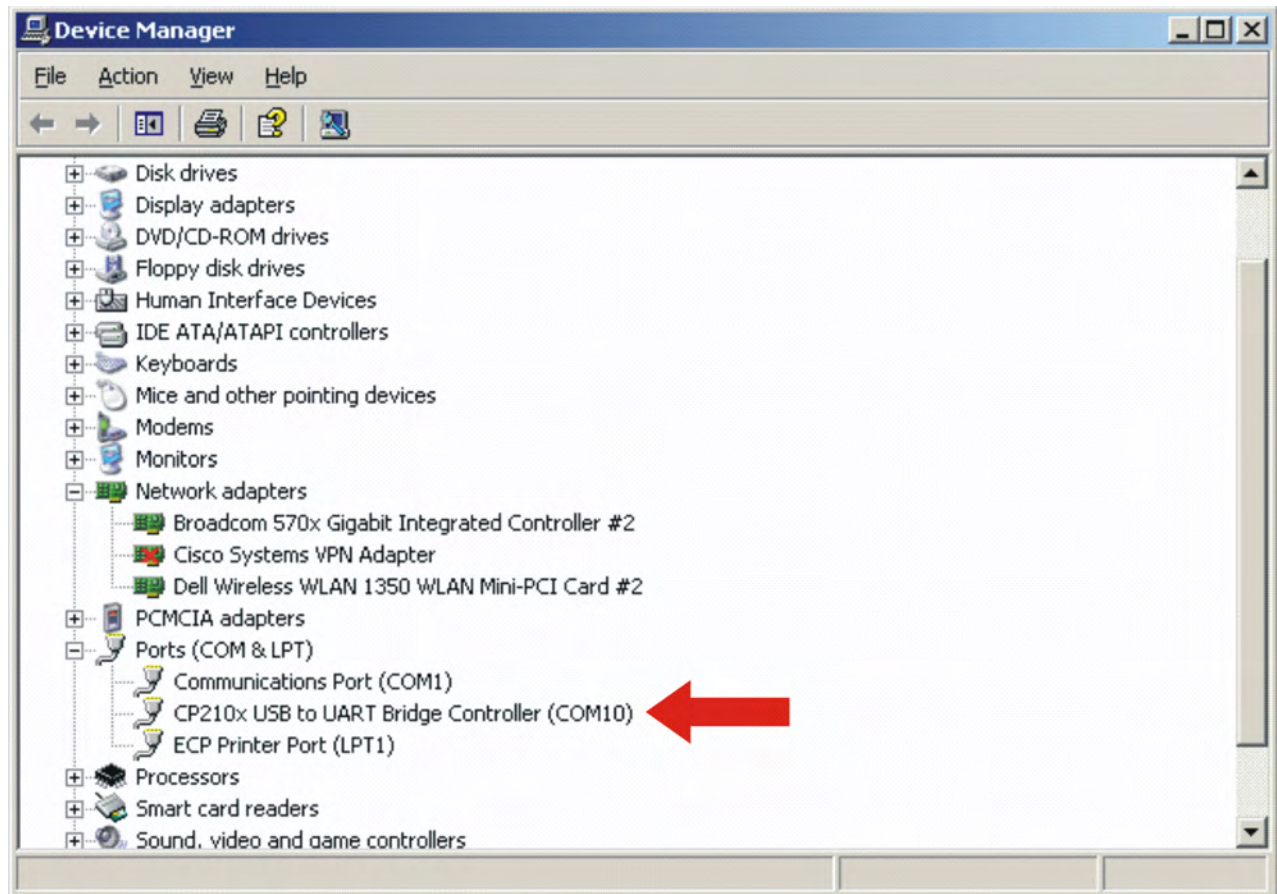 Device Manager
File Action View Help
Disk drives
Display adapters
DVD/CD-ROM drives
Floppy disk drives
Human Interface Devices
IDE ATA/ATAPI controllers
Keyboards
Mice and other pointing devices
Modems
Monitors
Network adapters
Broadcom 570x Gigabit Integrated Controller #2
Cisco Systems VPN Adapter
Dell Wireless WLAN 1350 WLAN Mini-PCI Card #2
PCMCIA adapters
Ports (COM & LPT)
Communications Port (COM1)
CP210x USB to UART Bridge Controller (COM10)
ECP Printer Port (LPT1)
Processors
Smart card readers
Sound, video and game controllers